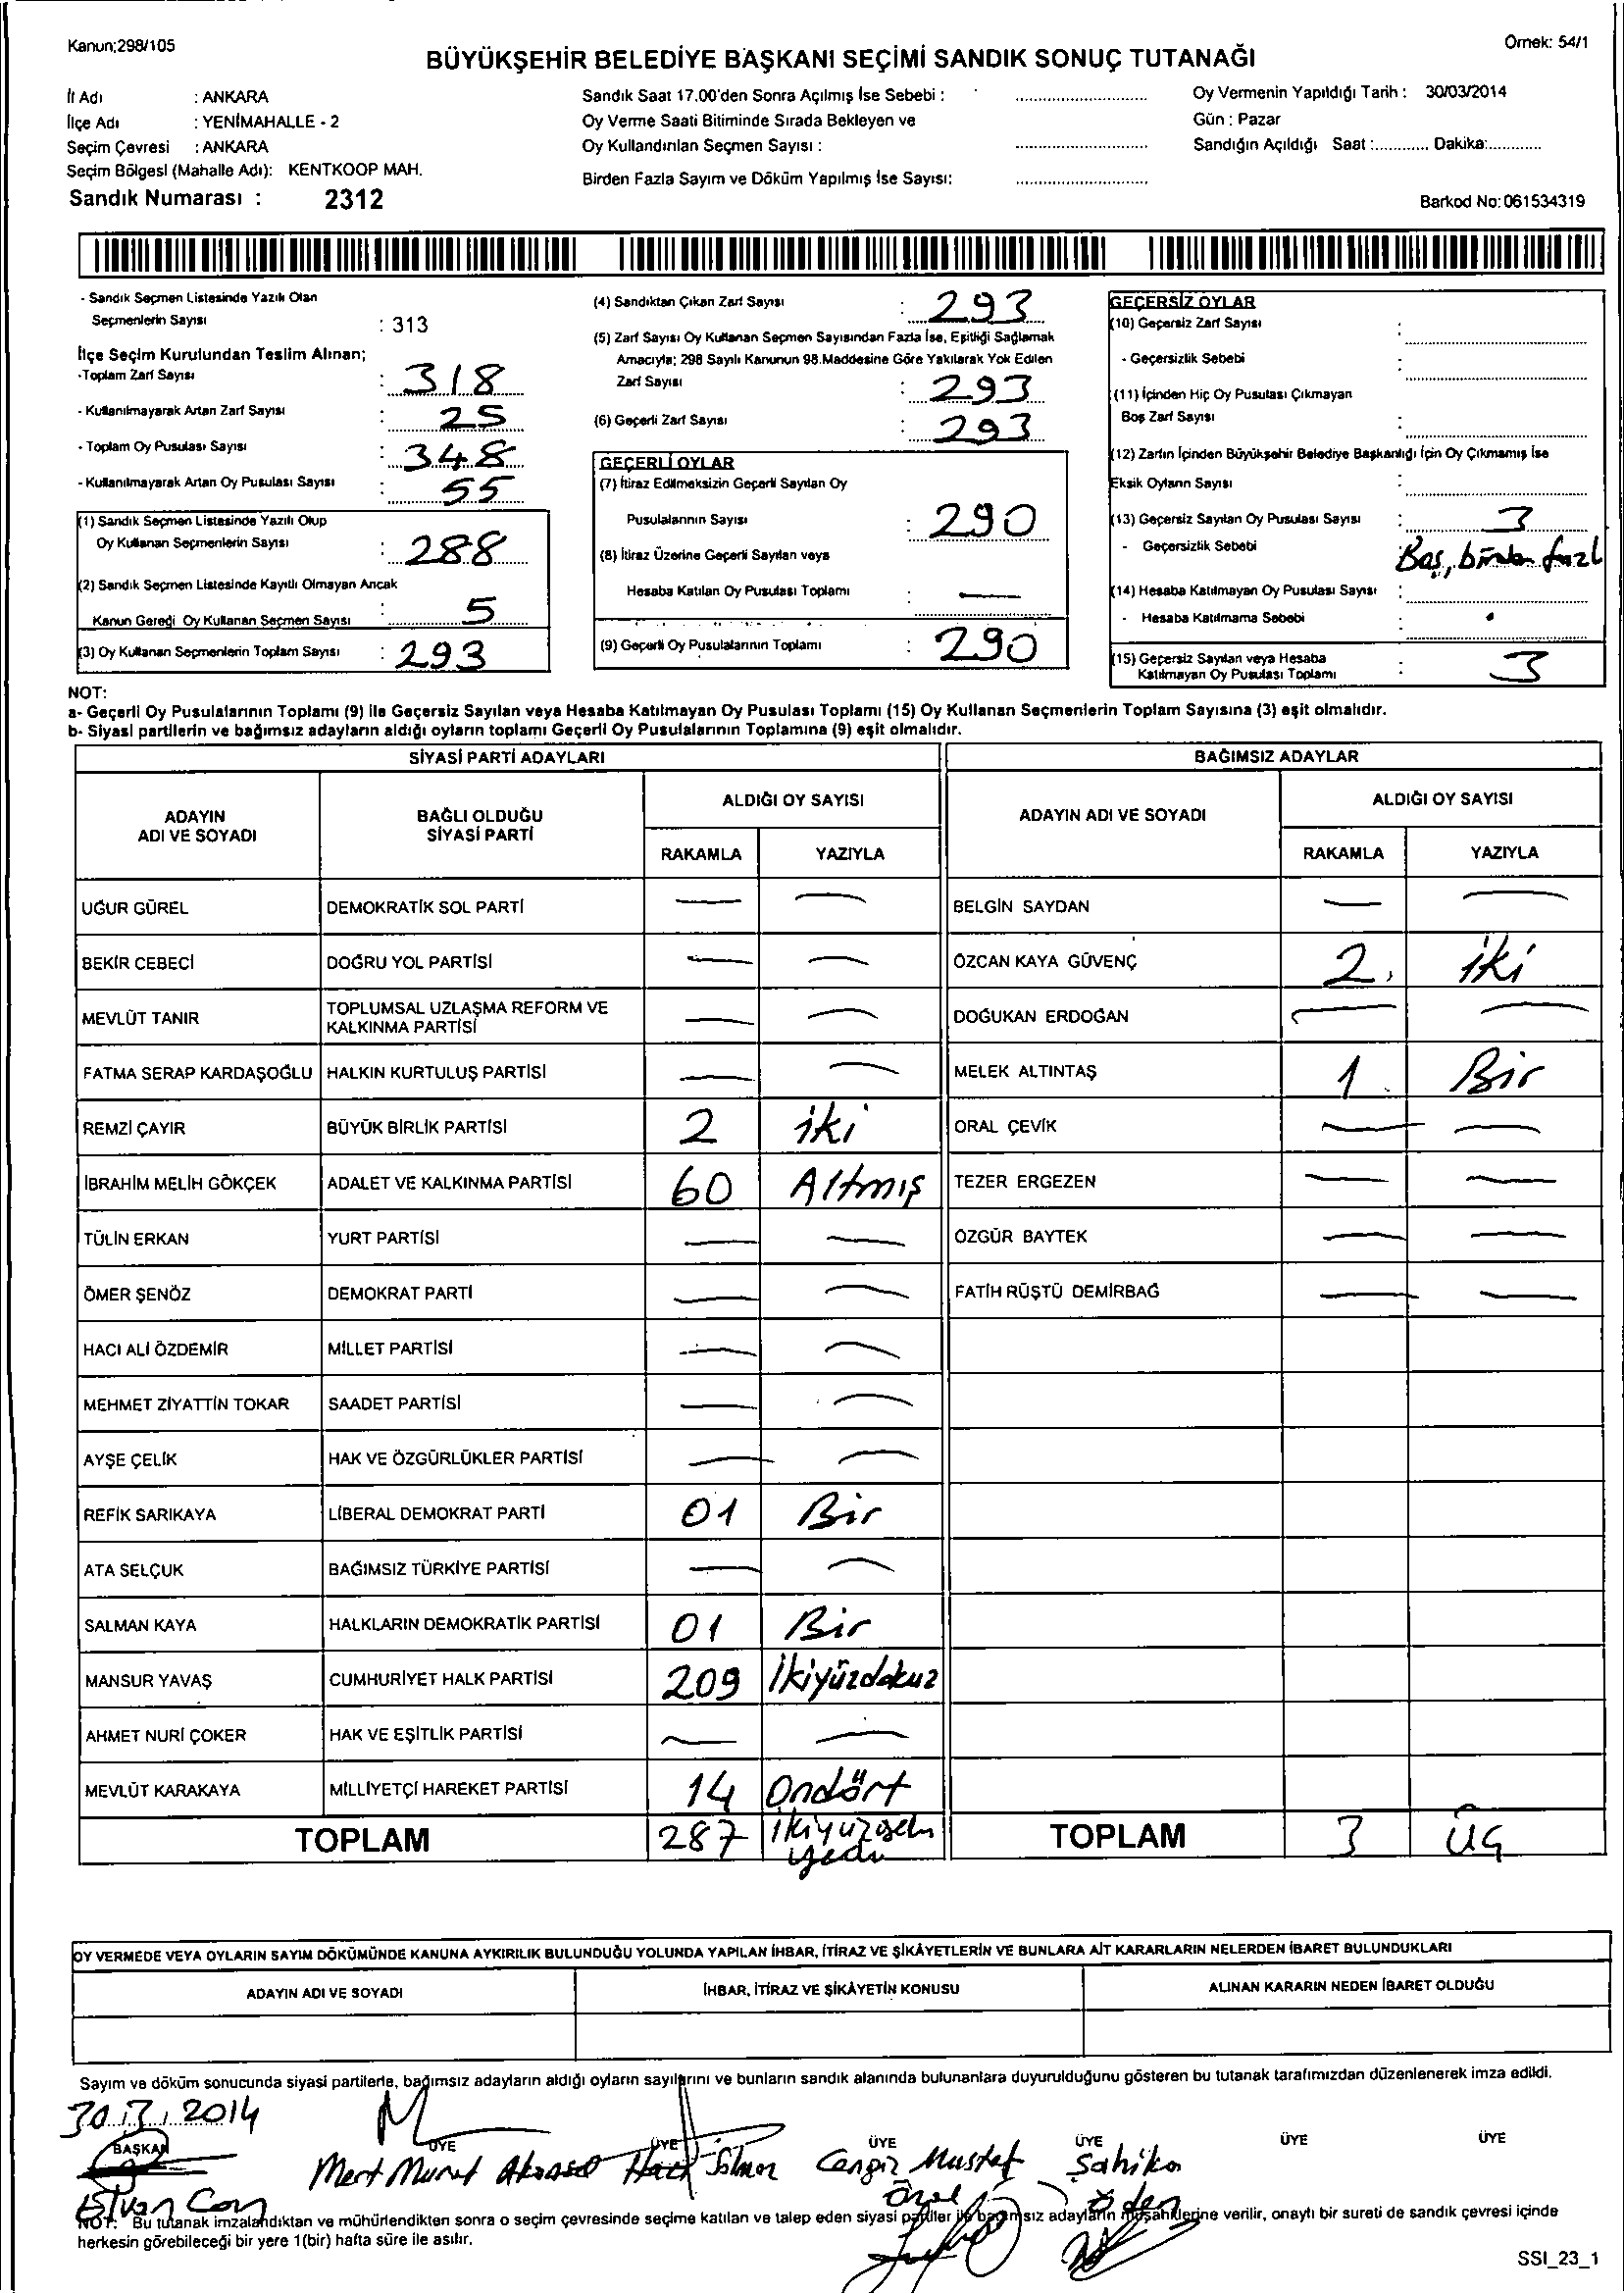 Kanun;298/105
Örnek: 54/1
BÜYÜKŞEHİR BELEDİYE BAŞKANI SEÇİMİ SANDIK SONUÇ TUTANAĞI
İl Adı : ANKARA
İlçe Adı : YENİMAHALLE - 2
Seçim Çevresi : ANKARA
Seçim Bölgesi (Mahalle Adı): KENTKOOP MAH.
Sandık Numarası : 2312
Sandık Saat 17.00'den Sonra Açılmış İse Sebebi :
Oy Verme Saati Bitiminde Sırada Bekleyen ve
Oy Kullandırılan Seçmen Sayısı :
Birden Fazla Sayım ve Döküm Yapılmış İse Sayısı:
Oy Vermenin Yapıldığı Tarih : 30/03/2014
Gün : Pazar
Sandığın Açıldığı Saat :............ Dakika:............
Barkod No: 061534319
- Sandık Seçmen Listesinde Yazılı Olan
Seçmenlerin Sayısı : 313
İlçe Seçim Kurulundan Teslim Alınan;
-Toplam Zarf Sayısı : 318
- Kullanılmayarak Artan Zarf Sayısı : 25
- Toplam Oy Pusulası Sayısı : 348
- Kullanılmayarak Artan Oy Pusulası Sayısı : 55
(1) Sandık Seçmen Listesinde Yazılı Olup
Oy Kullanan Seçmenlerin Sayısı : 288
(2) Sandık Seçmen Listesinde Kayıtlı Olmayan Ancak
Kanun Gereği Oy Kullanan Seçmen Sayısı : 5
(3) Oy Kullanan Seçmenlerin Toplam Sayısı : 293
(4) Sandıktan Çıkan Zarf Sayısı : 293
(5) Zarf Sayısı Oy Kullanan Seçmen Sayısından Fazla İse, Eşitliği Sağlamak
Amacıyla; 298 Sayılı Kanunun 98.Maddesine Göre Yakılarak Yok Edilen
Zarf Sayısı : 293
(6) Geçerli Zarf Sayısı : 293
GEÇERLİ OYLAR
(7) İtiraz Edilmeksizin Geçerli Sayılan Oy
Pusulalarının Sayısı : 290
(8) İtiraz Üzerine Geçerli Sayılan veya
Hesaba Katılan Oy Pusulası Toplamı : —
(9) Geçerli Oy Pusulalarının Toplamı : 290
GEÇERSİZ OYLAR
(10) Geçersiz Zarf Sayısı :
- Geçersizlik Sebebi :
(11) İçinden Hiç Oy Pusulası Çıkmayan
Boş Zarf Sayısı :
(12) Zarfın İçinden Büyükşehir Belediye Başkanlığı İçin Oy Çıkmamış İse
Eksik Oyların Sayısı :
(13) Geçersiz Sayılan Oy Pusulası Sayısı : 3
- Geçersizlik Sebebi Boş, birden fazl
(14) Hesaba Katılmayan Oy Pusulası Sayısı :
- Hesaba Katılmama Sebebi :
(15) Geçersiz Sayılan veya Hesaba
Katılmayan Oy Pusulası Toplamı : 3
NOT:
a- Geçerli Oy Pusulalarının Toplamı (9) ile Geçersiz Sayılan veya Hesaba Katılmayan Oy Pusulası Toplamı (15) Oy Kullanan Seçmenlerin Toplam Sayısına (3) eşit olmalıdır.
b- Siyasi partilerin ve bağımsız adayların aldığı oyların toplamı Geçerli Oy Pusulalarının Toplamına (9) eşit olmalıdır.
SİYASİ PARTİ ADAYLARI
ADAYIN ADI VE SOYADI BAĞLI OLDUĞU SİYASİ PARTİ ALDIĞI OY SAYISI
RAKAMLA YAZIYLA
UĞUR GÜREL DEMOKRATİK SOL PARTİ — —
BEKİR CEBECİ DOĞRU YOL PARTİSİ — —
MEVLÜT TANIR TOPLUMSAL UZLAŞMA REFORM VE KALKINMA PARTİSİ — —
FATMA SERAP KARDAŞOĞLU HALKIN KURTULUŞ PARTİSİ — —
REMZİ ÇAYIR BÜYÜK BİRLİK PARTİSİ 2 iki
İBRAHİM MELİH GÖKÇEK ADALET VE KALKINMA PARTİSİ 60 Altmış
TÜLİN ERKAN YURT PARTİSİ — —
ÖMER ŞENÖZ DEMOKRAT PARTİ — —
HACI ALİ ÖZDEMİR MİLLET PARTİSİ — —
MEHMET ZİYATTİN TOKAR SAADET PARTİSİ — —
AYŞE ÇELİK HAK VE ÖZGÜRLÜKLER PARTİSİ — —
REFİK SARIKAYA LİBERAL DEMOKRAT PARTİ 01 Bir
ATA SELÇUK BAĞIMSIZ TÜRKİYE PARTİSİ — —
SALMAN KAYA HALKLARIN DEMOKRATİK PARTİSİ 01 Bir
MANSUR YAVAŞ CUMHURİYET HALK PARTİSİ 209 İkiyüzdokuz
AHMET NURİ ÇOKER HAK VE EŞİTLİK PARTİSİ — —
MEVLÜT KARAKAYA MİLLİYETÇİ HAREKET PARTİSİ 14 Ondört
TOPLAM 287
BAĞIMSIZ ADAYLAR
ADAYIN ADI VE SOYADI ALDIĞI OY SAYISI
RAKAMLA YAZIYLA
BELGİN SAYDAN — —
ÖZCAN KAYA GÜVENÇ 2 iki
DOĞUKAN ERDOĞAN — —
MELEK ALTINTAŞ 1 Bir
ORAL ÇEVİK — —
TEZER ERGEZEN — —
ÖZGÜR BAYTEK — —
FATİH RÜŞTÜ DEMİRBAĞ — —
TOPLAM 3 ÜÇ
OY VERMEDE VEYA OYLARIN SAYIM DÖKÜMÜNDE KANUNA AYKIRILIK BULUNDUĞU YOLUNDA YAPILAN İHBAR, İTİRAZ VE ŞİKÂYETLERİN VE BUNLARA AİT KARARLARIN NELERDEN İBARET BULUNDUKLARI
ADAYIN ADI VE SOYADI İHBAR, İTİRAZ VE ŞİKÂYETİN KONUSU ALINAN KARARIN NEDEN İBARET OLDUĞU
Sayım ve döküm sonucunda siyasi partilerle, bağımsız adayların aldığı oyların sayılarını ve bunların sandık alanında bulunanlara duyurulduğunu gösteren bu tutanak tarafımızdan düzenlenerek imza edildi.
30.3.2014
BAŞKAN ÜYE ÜYE ÜYE ÜYE ÜYE ÜYE
Mert Murat Cengiz Mustaf Şahika
Özel
NOT: Bu tutanak imzalandıktan ve mühürlendikten sonra o seçim çevresinde seçime katılan ve talep eden siyasi partiler ile bağımsız adayların müşahitlerine verilir, onaylı bir sureti de sandık çevresi içinde
herkesin görebileceği bir yere 1(bir) hafta süre ile asılır.
SSI_23_1